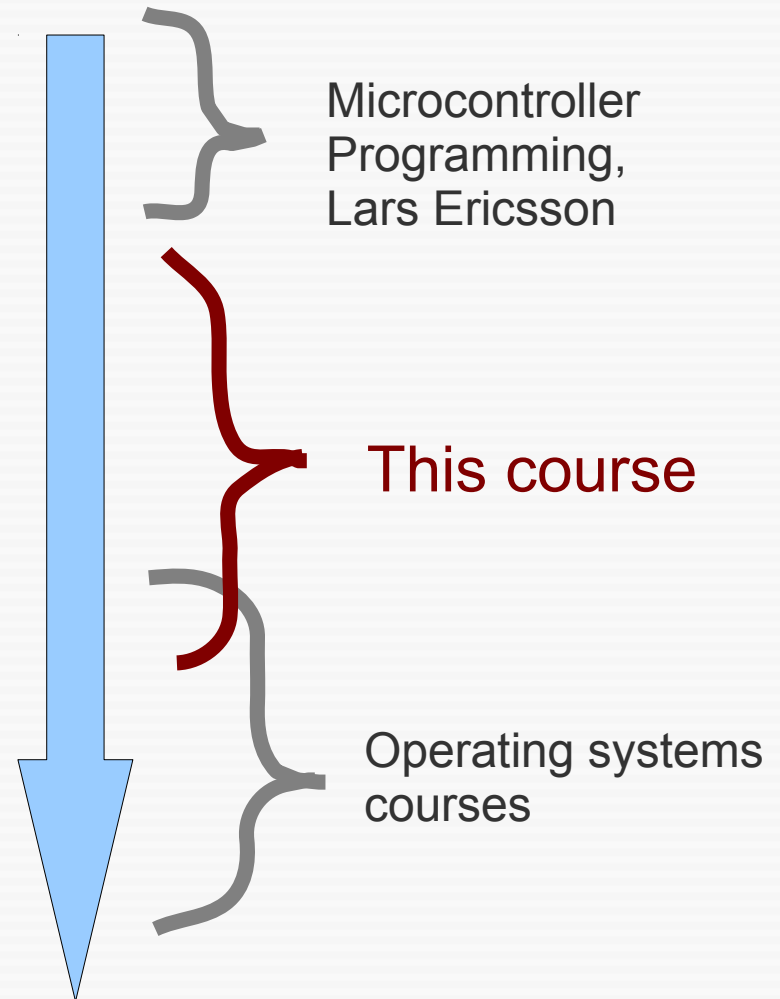 Microcontroller
Programming,
Lars Ericsson
This course
Operating systems
courses